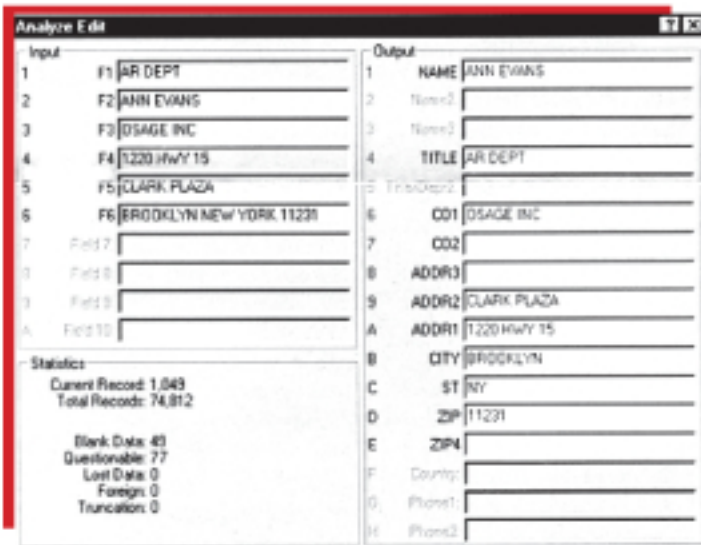 Analyze Edit
Input
1 F1 AR DEPT
2 F2 ANN EVANS
3 F3 OSAGE INC
4 F4 1220 HWY 15
5 F5 CLARK PLAZA
6 F6 BROOKLYN NEW YORK 11231
7 Field 7
8 Field 8
9 Field 9
A Field 10
Statistics
Current Record: 1,049
Total Records: 74,812
Blank Data: 49
Questionable: 77
Lost Data: 0
Foreign: 0
Truncation: 0
Output
1 NAME ANN EVANS
2 Name2:
3 Name3:
4 TITLE AR DEPT
5
6 CO1 OSAGE INC
7 CO2
8 ADDR3
9 ADDR2 CLARK PLAZA
A ADDR1 1220 HWY 15
B CITY BROOKLYN
C ST NY
D ZIP 11231
E ZIP4
F County:
G Phone1:
H Phone2: